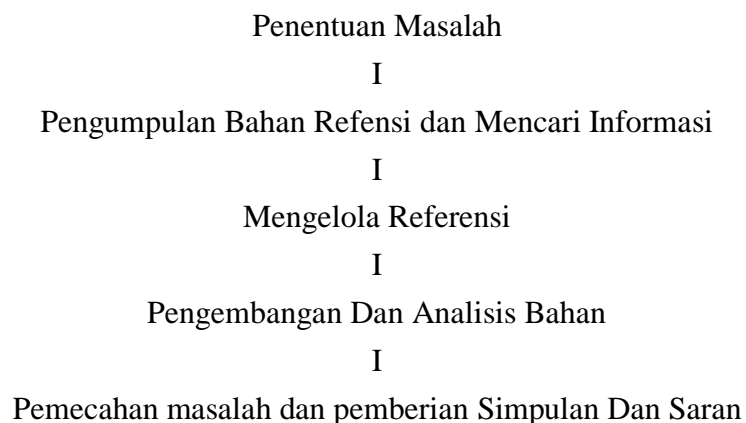 Penentuan Masalah
I
Pengumpulan Bahan Refensi dan Mencari Informasi
I
Mengelola Referensi
I
Pengembangan Dan Analisis Bahan
I
Pemecahan masalah dan pemberian Simpulan Dan Saran